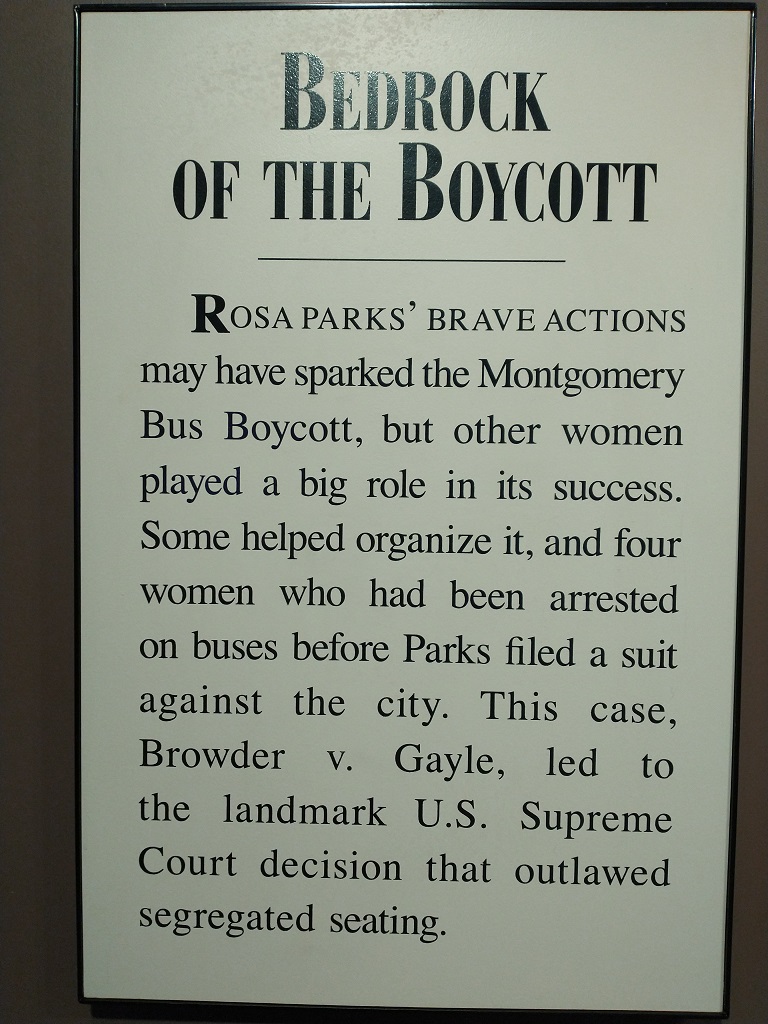 BEDROCK
OF THE BOYCOTT
ROSA PARKS' BRAVE ACTIONS
may have sparked the Montgomery
Bus Boycott, but other women
played a big role in its success.
Some helped organize it, and four
women who had been arrested
on buses before Parks filed a suit
against the city. This case,
Browder v. Gayle, led to
the landmark U.S. Supreme
Court decision that outlawed
segregated seating.